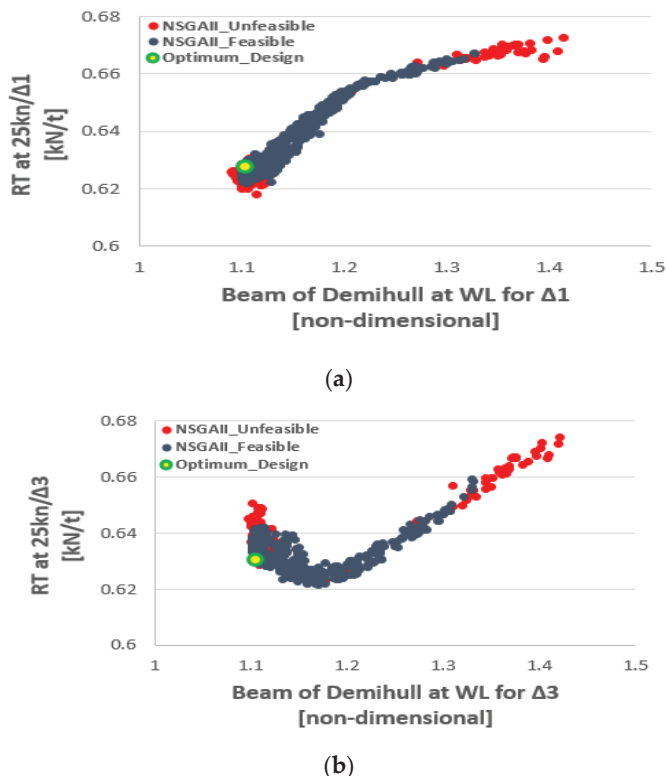 0.68
0.66
0.64
0.62
0.6
RT at 25kn/Δ1
[kN/t]
NSGAII_Unfeasible
NSGAII_Feasible
Optimum_Design
1 1.1 1.2 1.3 1.4 1.5
Beam of Demihull at WL for Δ1
[non-dimensional]
(a)
0.68
0.66
0.64
0.62
0.6
RT at 25kn/Δ3
[kN/t]
NSGAII_Unfeasible
NSGAII_Feasible
Optimum_Design
1 1.1 1.2 1.3 1.4 1.5
Beam of Demihull at WL for Δ3
[non-dimensional]
(b)